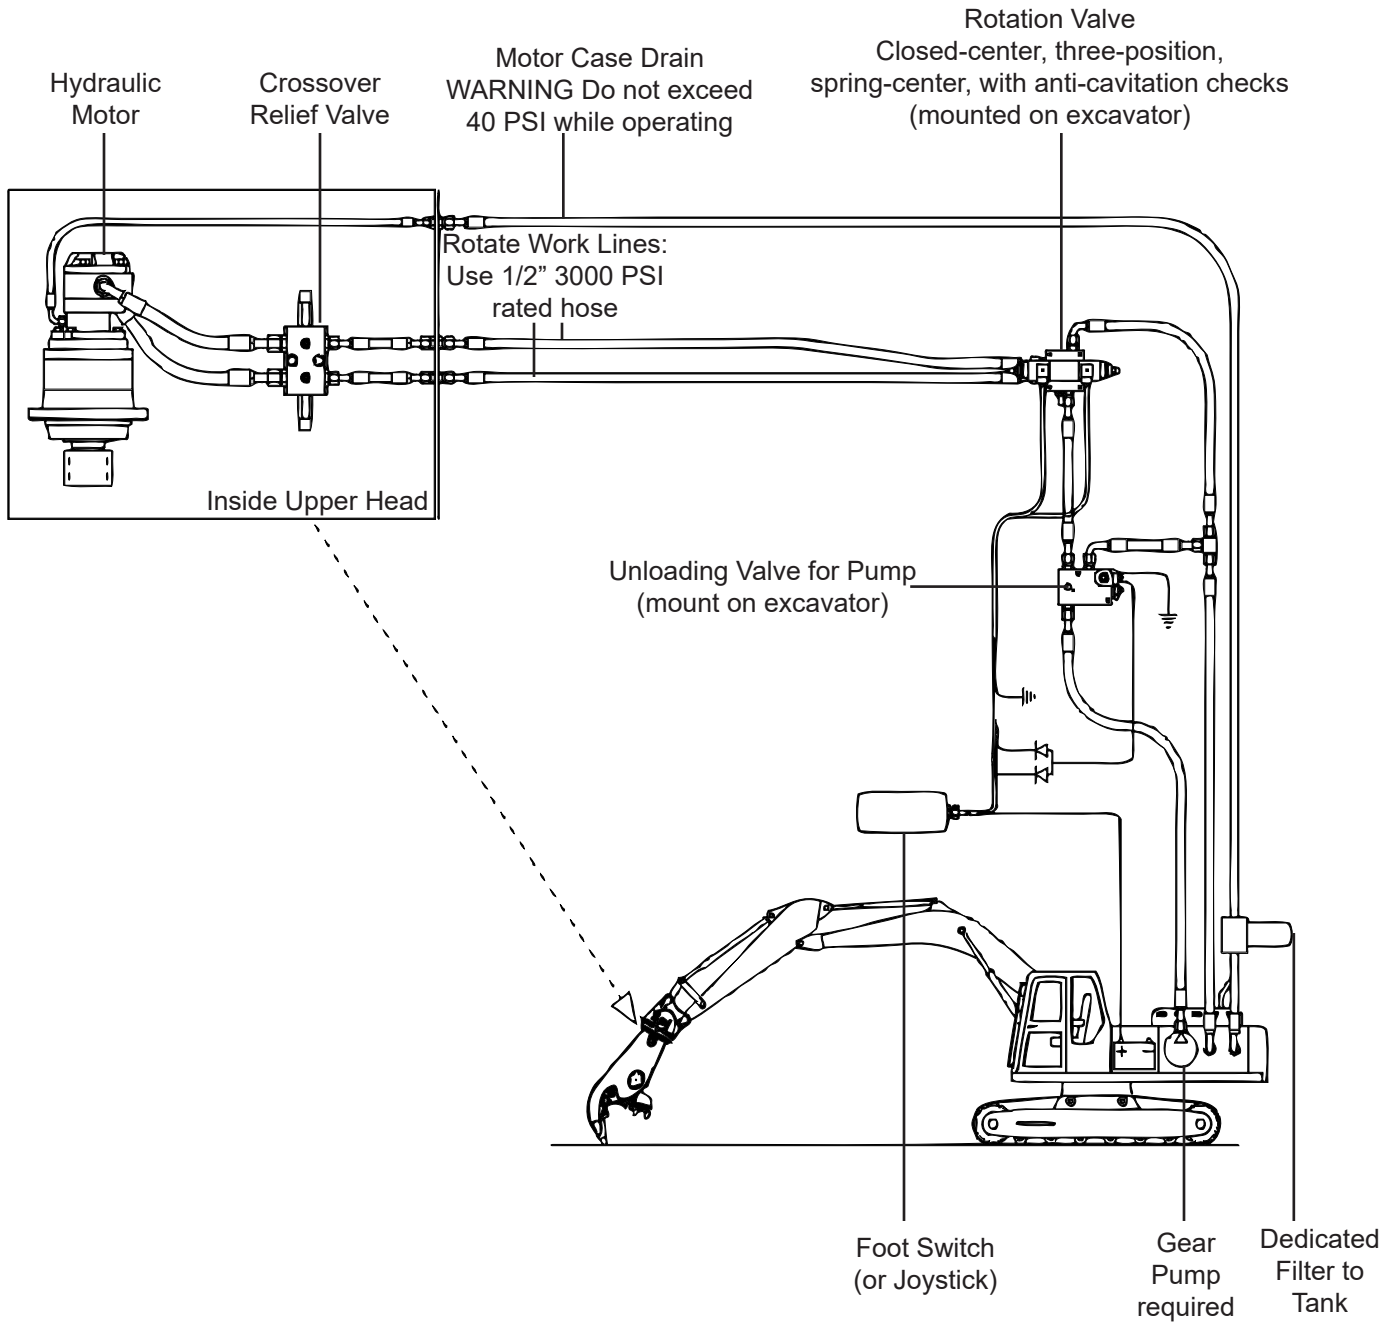 Rotation Valve
Closed-center, three-position,
spring-center, with anti-cavitation checks
(mounted on excavator)
Motor Case Drain
WARNING Do not exceed
40 PSI while operating
Hydraulic
Motor
Crossover
Relief Valve
Rotate Work Lines:
Use 1/2” 3000 PSI
rated hose
Inside Upper Head
Unloading Valve for Pump
(mount on excavator)
Foot Switch
(or Joystick)
Gear
Pump
required
Dedicated
Filter to
Tank